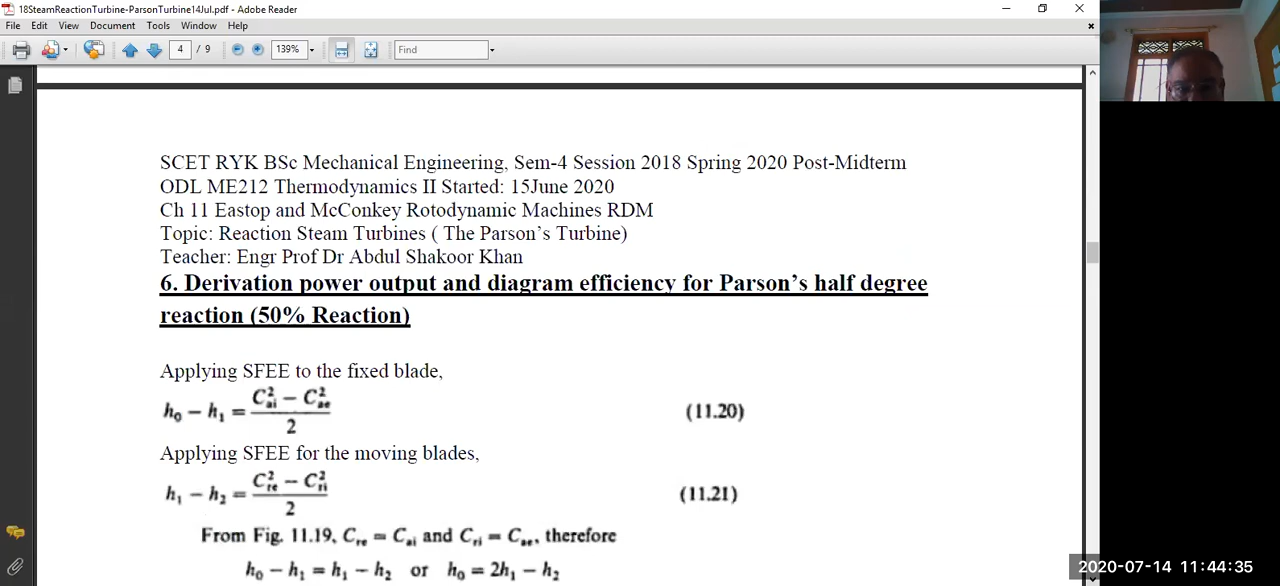 18SteamReactionTurbine-ParsonTurbine14Jul.pdf - Adobe Reader
File Edit View Document Tools Window Help
4 / 9 139% Find
SCET RYK BSc Mechanical Engineering, Sem-4 Session 2018 Spring 2020 Post-Midterm
ODL ME212 Thermodynamics II Started: 15June 2020
Ch 11 Eastop and McConkey Rotodynamic Machines RDM
Topic: Reaction Steam Turbines ( The Parson’s Turbine)
Teacher: Engr Prof Dr Abdul Shakoor Khan
6. Derivation power output and diagram efficiency for Parson’s half degree
reaction (50% Reaction)
Applying SFEE to the fixed blade,
h₀ − h₁ = (C²ai − C²ae)/2 (11.20)
Applying SFEE for the moving blades,
h₁ − h₂ = (C²re − C²ri)/2 (11.21)
From Fig. 11.19, Cre = Cai and Cri = Cae, therefore
h₀ − h₁ = h₁ − h₂ or h₀ = 2h₁ − h₂
2020-07-14 11:44:35